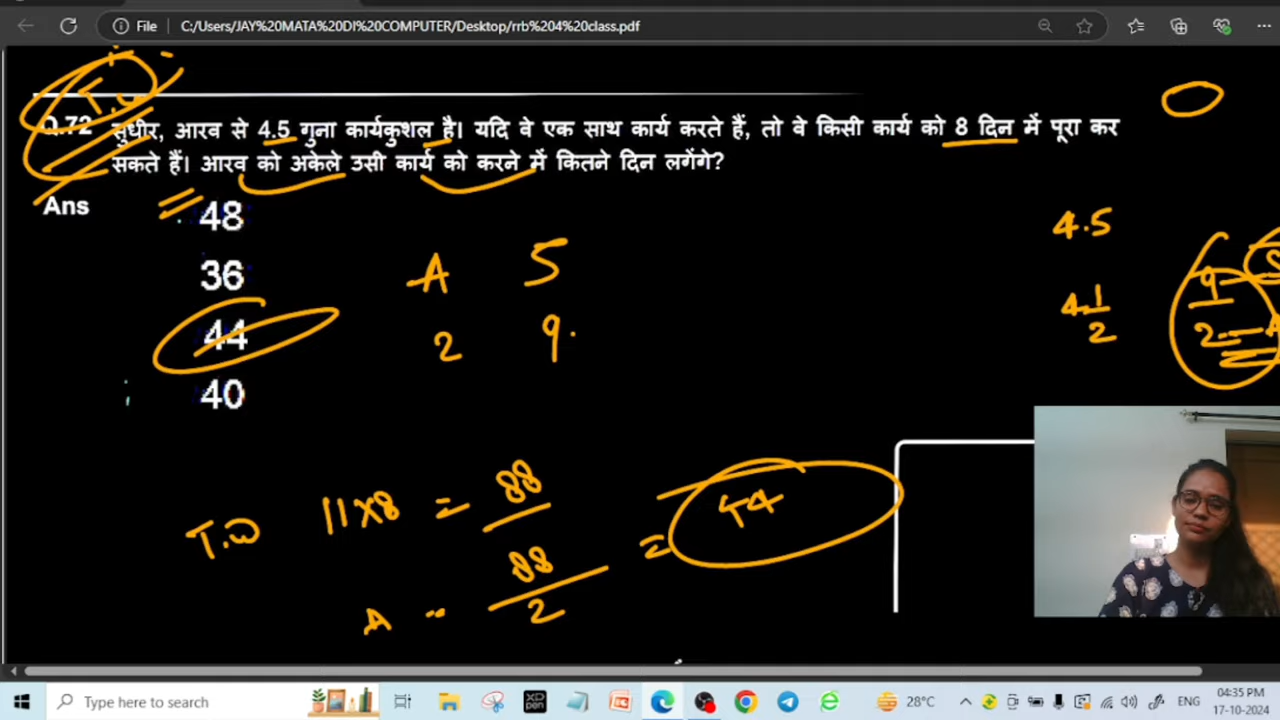 File C:/Users/JAY%20MATA%20DI%20COMPUTER/Desktop/rrb%204%20class.pdf
T.W
Q.72 सुधीर, आरव से 4.5 गुना कार्यकुशल है। यदि वे एक साथ कार्य करते हैं, तो वे किसी कार्य को 8 दिन में पूरा कर
सकते हैं। आरव को अकेले उसी कार्य को करने में कितने दिन लगेंगे?
Ans
48
36
44
40
A S
2 9
4.5
4 1/2
9 S
2 A
T.W 11x8 = 88
A 88/2 = 44
Type here to search
28°C
ENG
04:35 PM
17-10-2024